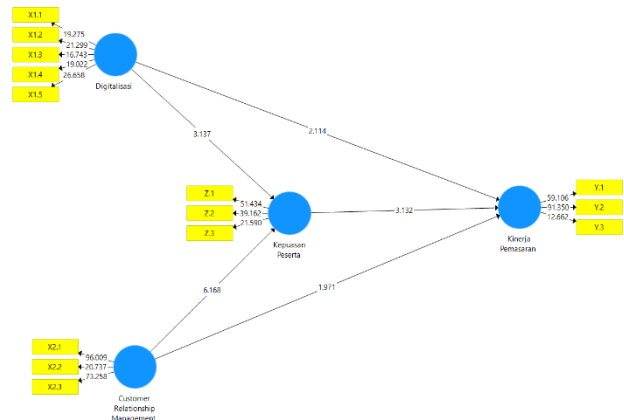 X1.1
X1.2
X1.3
X1.4
X1.5
19.275
21.299
16.743
19.022
26.658
Digitalisasi
3.137
2.114
Z.1
Z.2
Z.3
51.434
39.162
21.590
Kepuasan
Peserta
3.132
59.106
91.350
12.662
Y.1
Y.2
Y.3
Kinerja
Pemasaran
6.168
1.971
X2.1
X2.2
X2.3
96.009
20.737
73.258
Customer
Relationship
Management